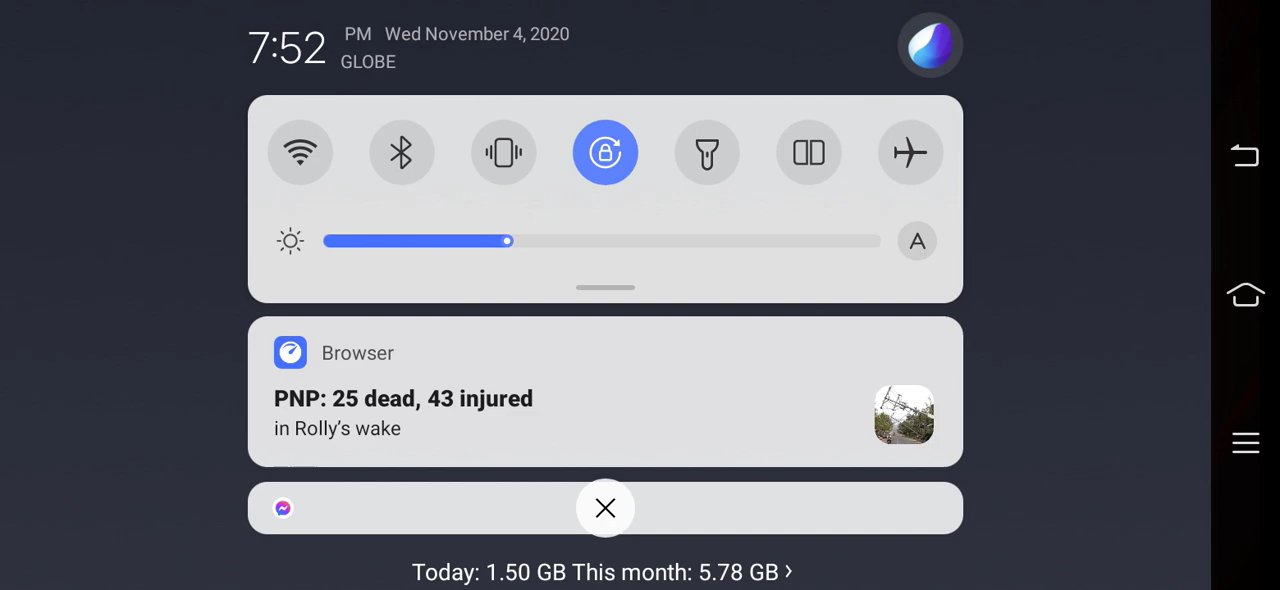 7:52 PM Wed November 4, 2020
GLOBE
A
Browser
PNP: 25 dead, 43 injured
in Rolly's wake
Today: 1.50 GB This month: 5.78 GB ›